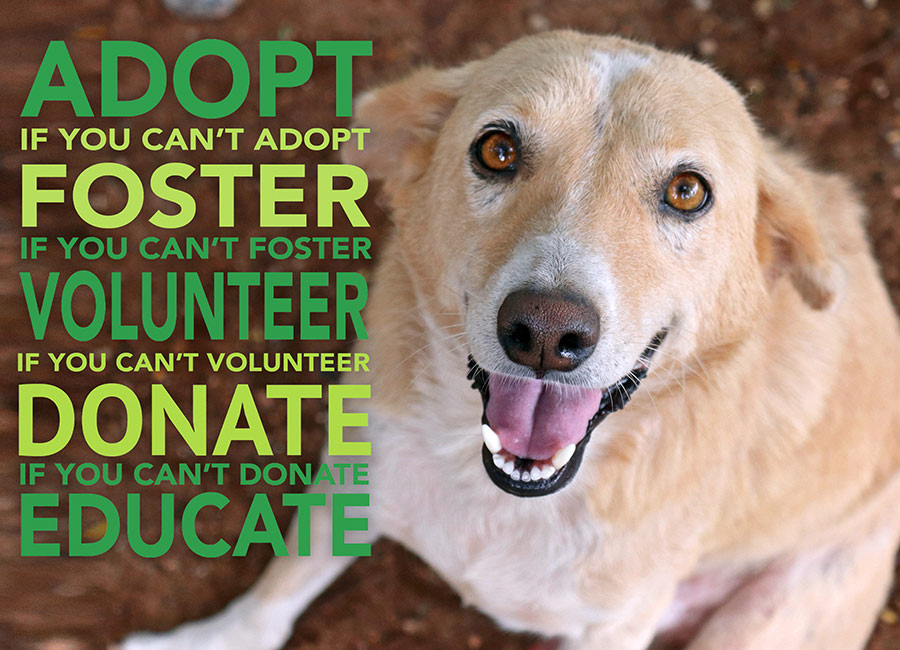 ADOPT
IF YOU CAN'T ADOPT
FOSTER
IF YOU CAN'T FOSTER
VOLUNTEER
IF YOU CAN'T VOLUNTEER
DONATE
IF YOU CAN'T DONATE
EDUCATE